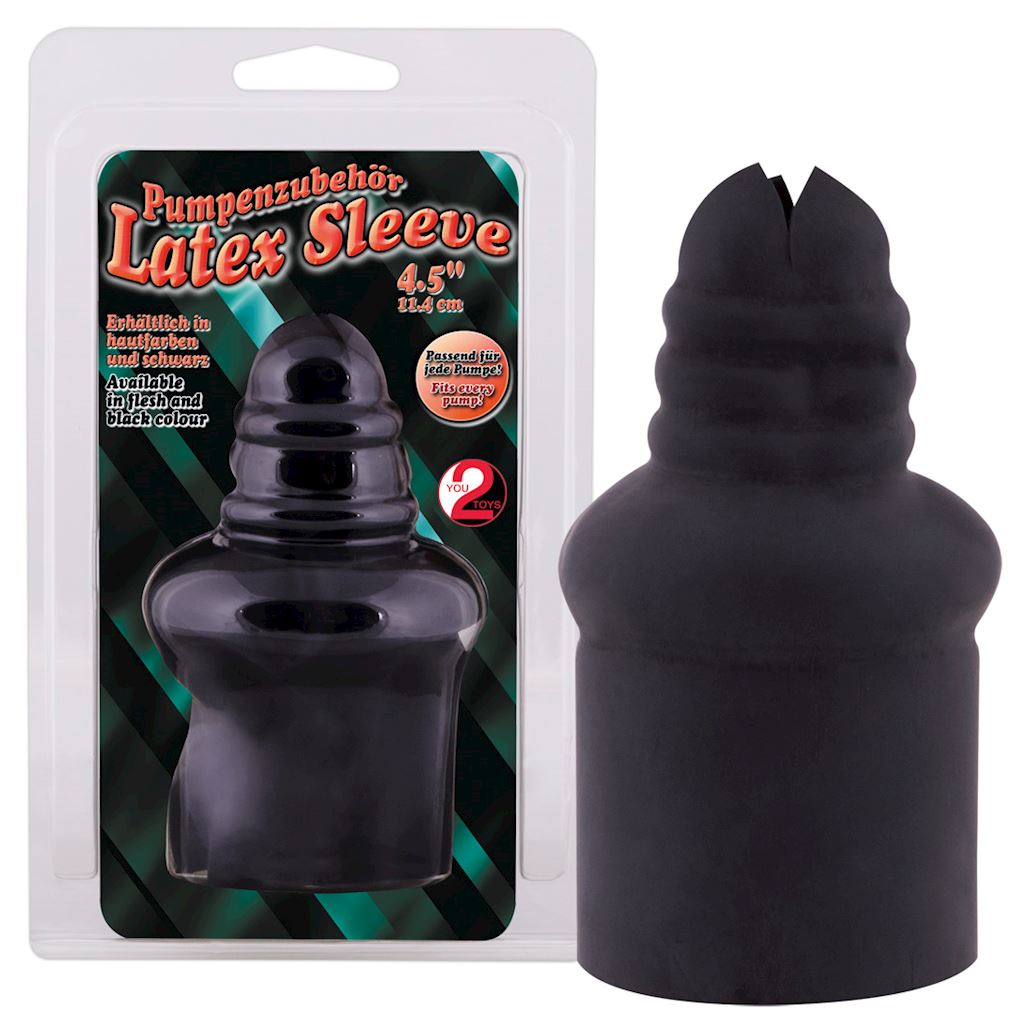 Pumpenzubehör
Latex Sleeve
4.5"
11.4 cm
Erhältlich in
hautfarben
und schwarz
Available
in flesh and
black colour
Passend für
jede Pumpe!
Fits every
pump!
YOU
2
TOYS